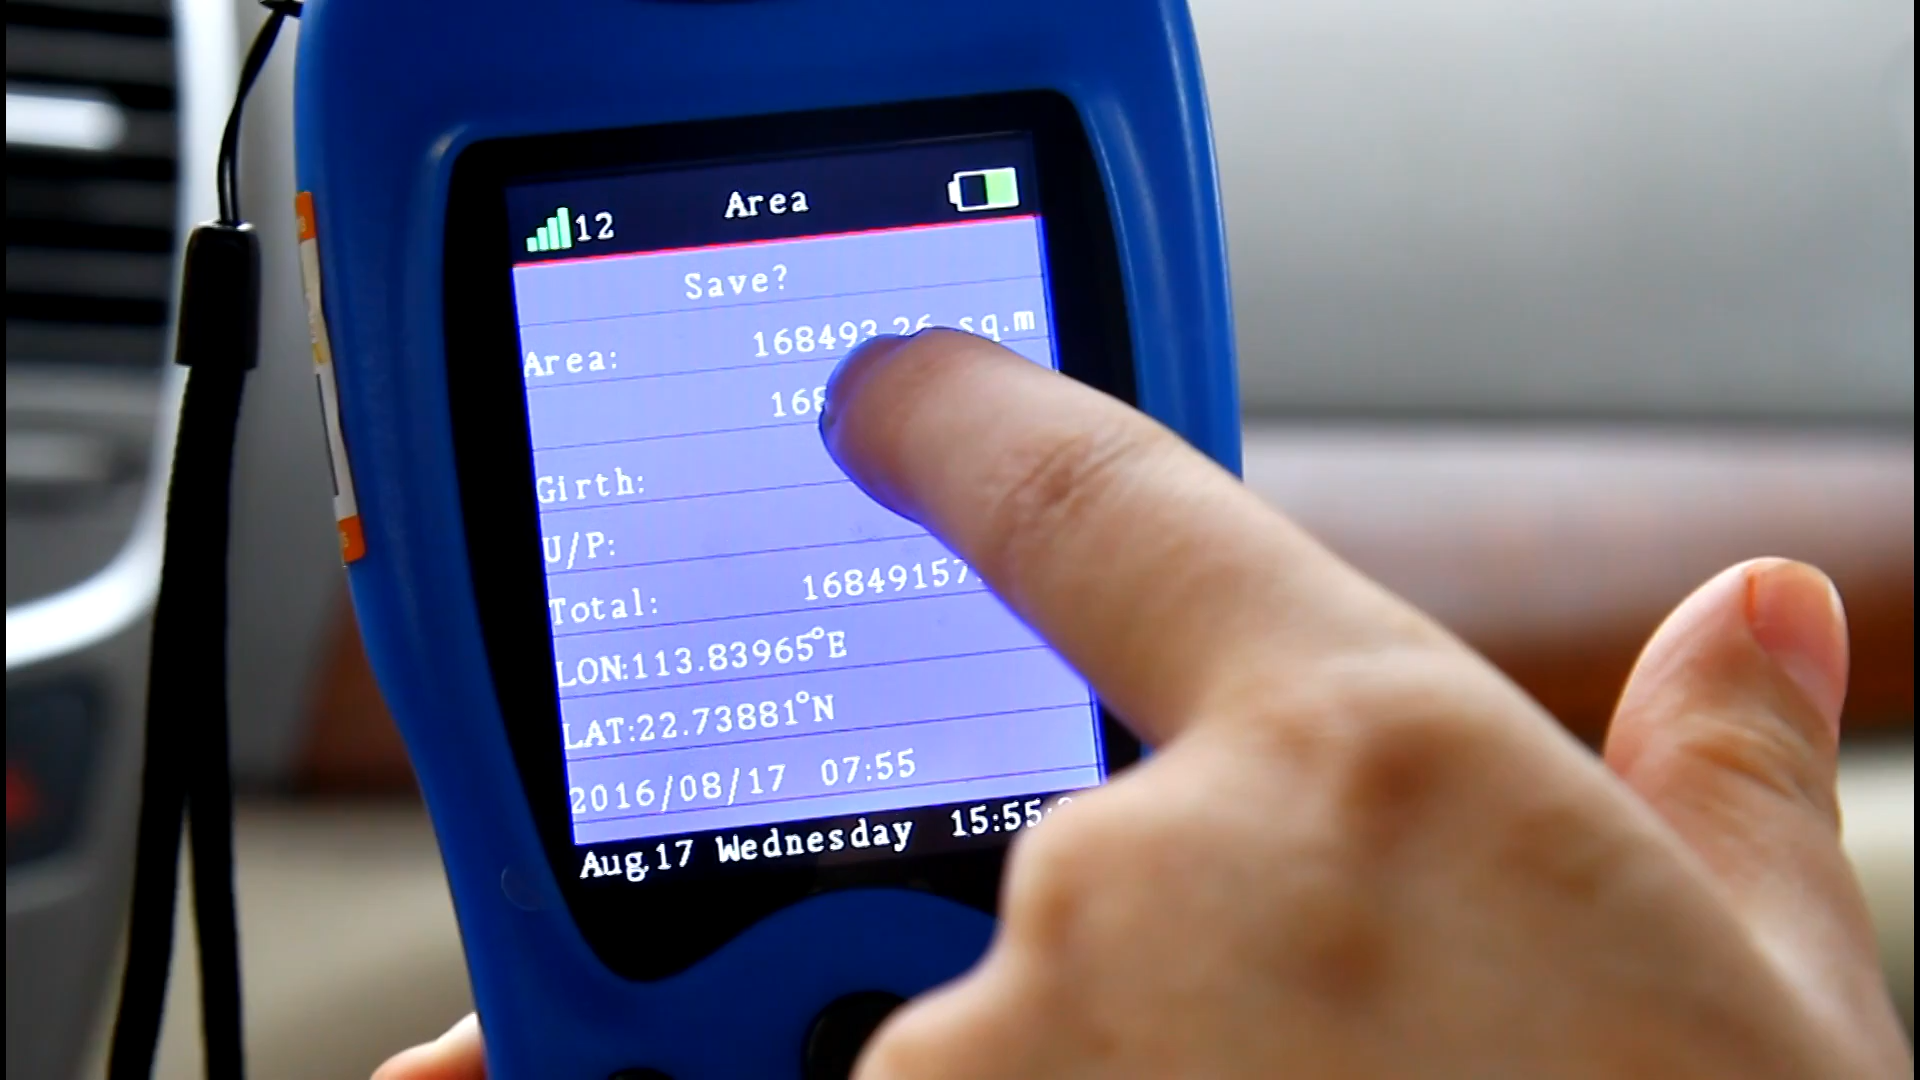 12 Area
Save?
Area: 168493.26 sq.m
168
Girth:
U/P:
Total: 16849157
LON:113.83965°E
LAT:22.73881°N
2016/08/17 07:55
Aug.17 Wednesday 15:55: